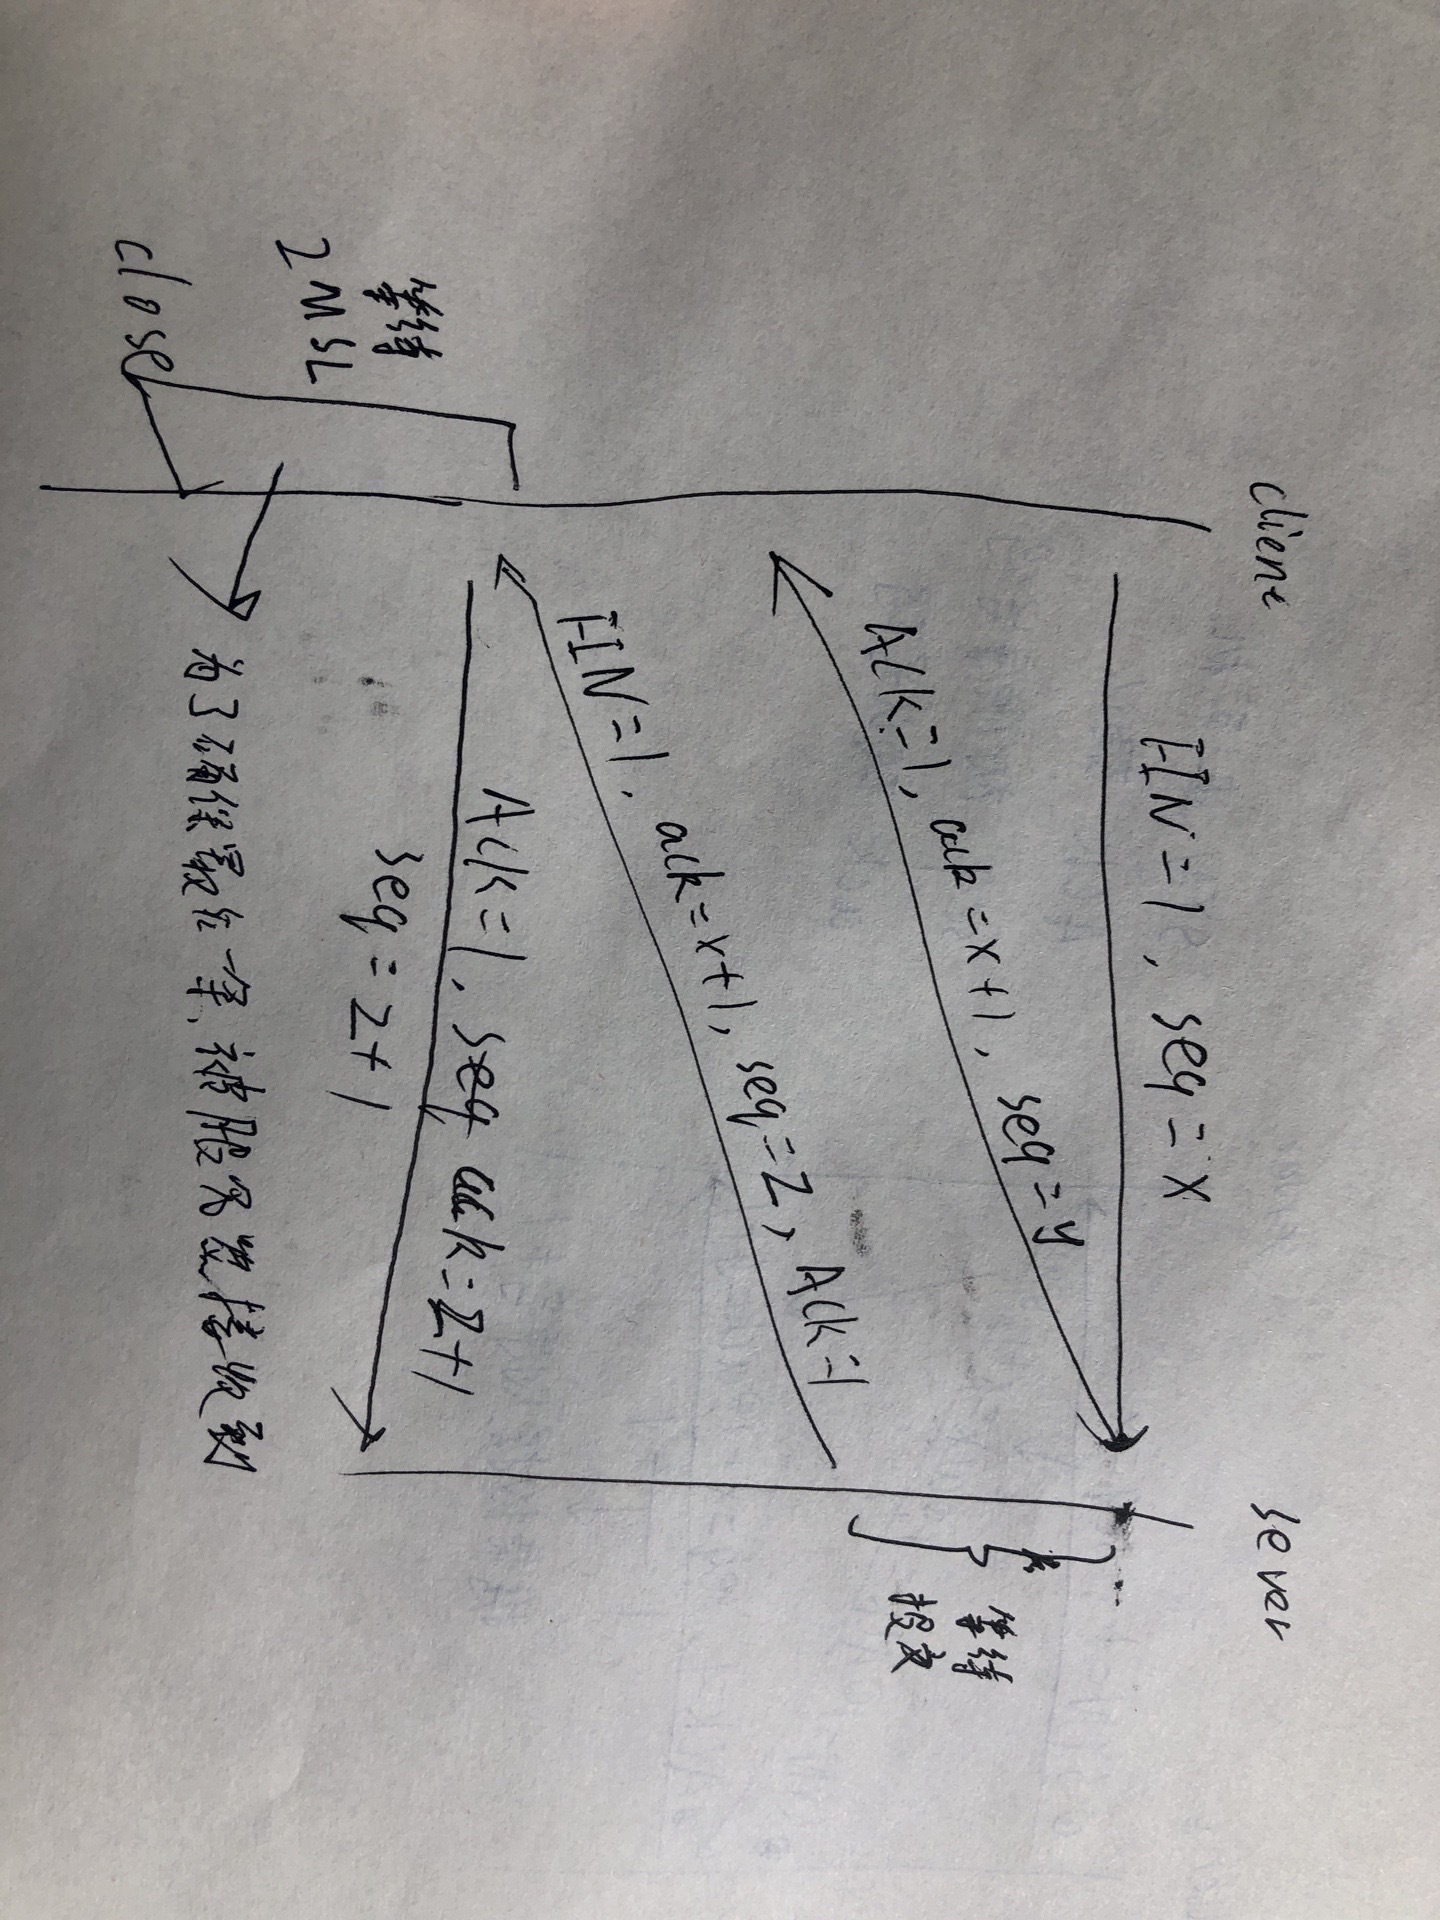 client
sever
FIN=1, seq=x
ACK=1, ack=x+1, seq=y
等待
报文
FIN=1, ack=x+1, seq=z, ACK=1
ACK=1, seq ack=z+1
seq=z+1
等待
2MSL
为了确保最后一条,被服务器接收到
close